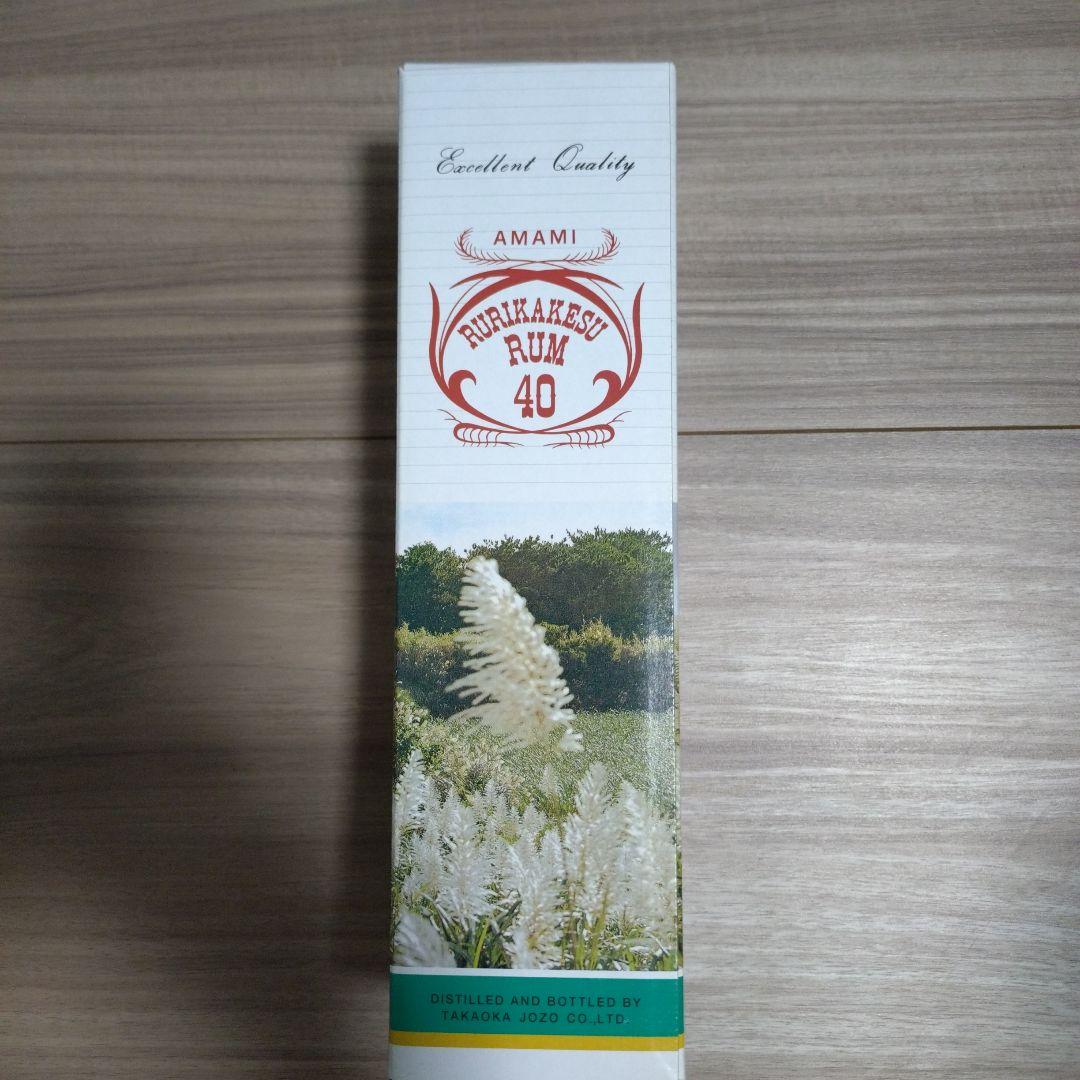 Excellent Quality
AMAMI
RURIKAKESU
RUM
40
DISTILLED AND BOTTLED BY
TAKAOKA JOZO CO.,LTD.